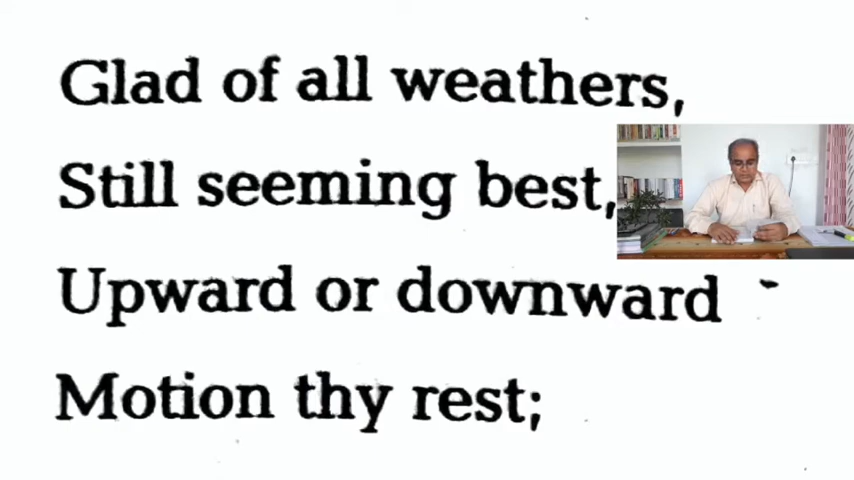 Glad of all weathers,
Still seeming best,
Upward or downward
Motion thy rest;